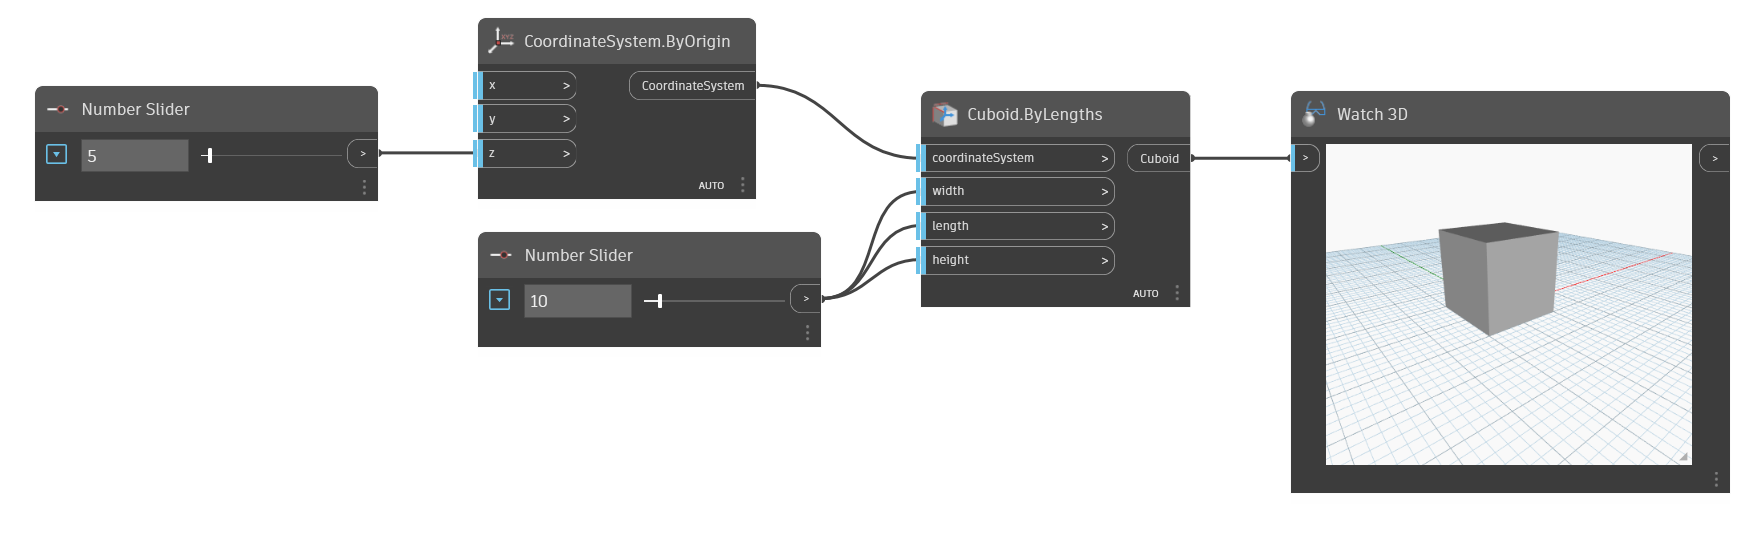 Number Slider
5
>
CoordinateSystem.ByOrigin
XYZ
x >
CoordinateSystem
y >
z >
AUTO
Number Slider
10
>
Cuboid.ByLengths
coordinateSystem >
Cuboid
width >
length >
height >
AUTO
Watch 3D
>
>